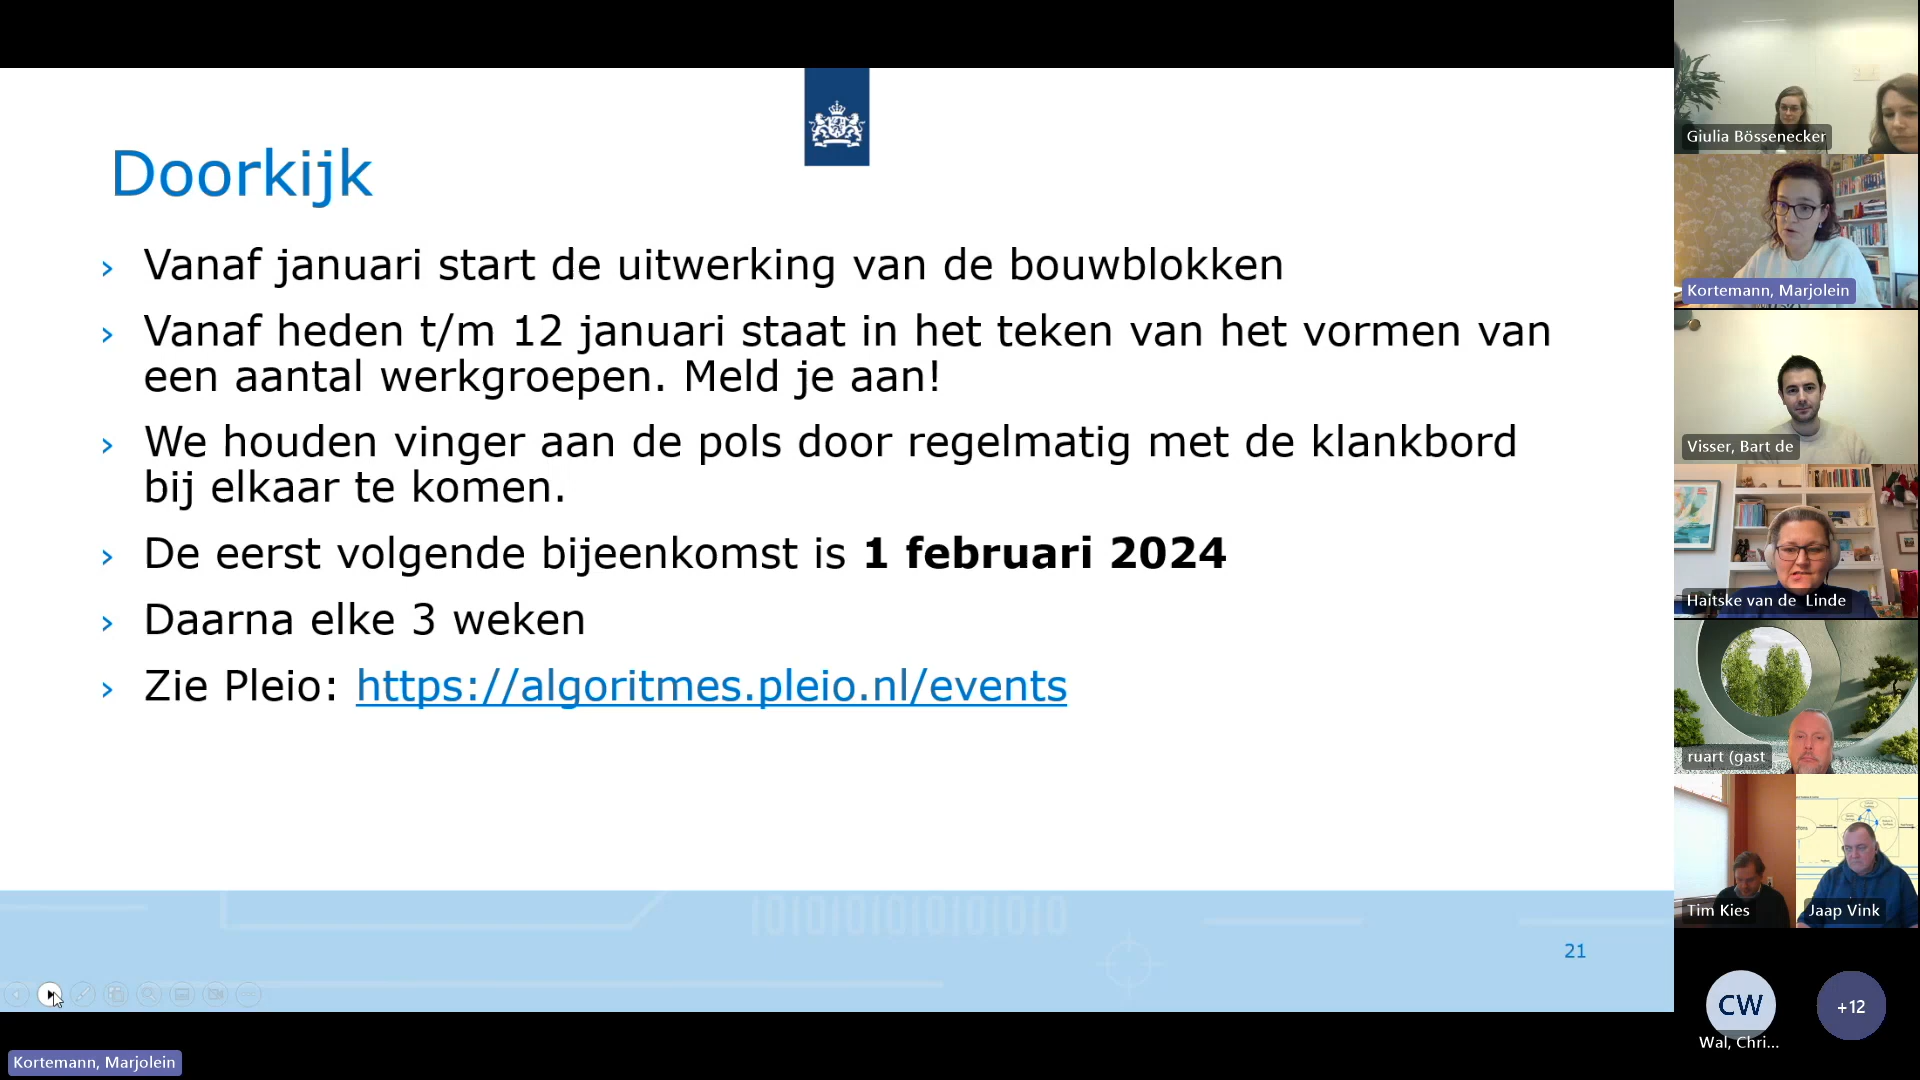 Doorkijk
› Vanaf januari start de uitwerking van de bouwblokken
› Vanaf heden t/m 12 januari staat in het teken van het vormen van
een aantal werkgroepen. Meld je aan!
› We houden vinger aan de pols door regelmatig met de klankbord
bij elkaar te komen.
› De eerst volgende bijeenkomst is 1 februari 2024
› Daarna elke 3 weken
› Zie Pleio: https://algoritmes.pleio.nl/events
0101010101010
21
Kortemann, Marjolein
Giulia Bössenecker
Kortemann, Marjolein
Visser, Bart de
Haitske van de Linde
ruart (gast
Tim Kies
Jaap Vink
CW
Wal, Chri...
+12